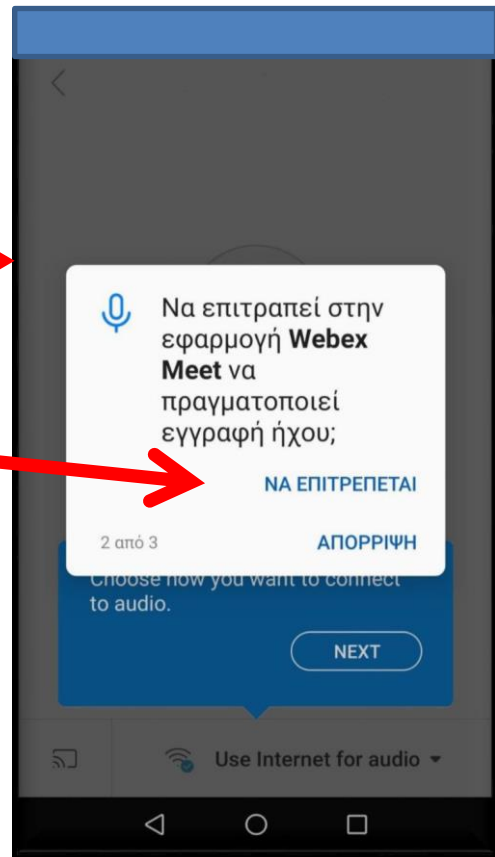 Να επιτραπεί στην
εφαρμογή Webex
Meet να
πραγματοποιεί
εγγραφή ήχου;
ΝΑ ΕΠΙΤΡΕΠΕΤΑΙ
2 από 3
ΑΠΟΡΡΙΨΗ
Choose how you want to connect
to audio.
NEXT
Use Internet for audio